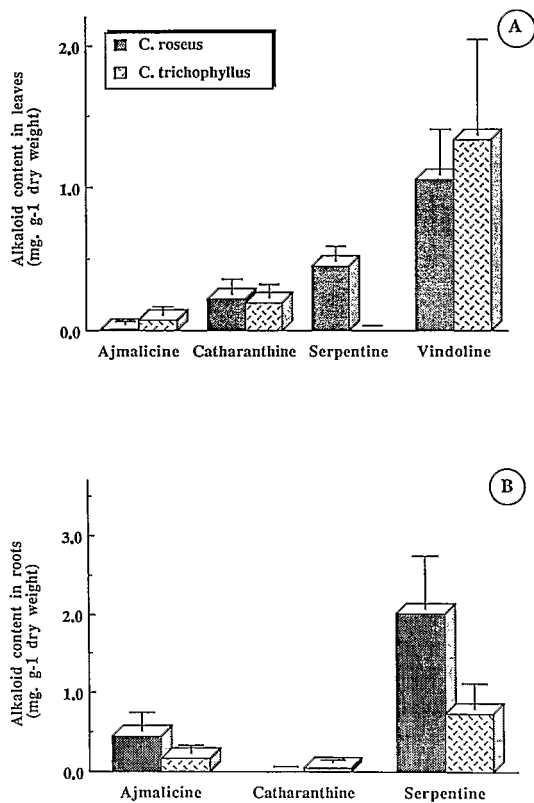 A
C. roseus
C. trichophyllus
Alkaloid content in leaves
(mg. g-1 dry weight)
2,0
1.0
0.0
Ajmalicine Catharanthine Serpentine Vindoline
B
Alkaloid content in roots
(mg. g-1 dry weight)
3,0
2.0
1.0
0.0
Ajmalicine Catharanthine Serpentine